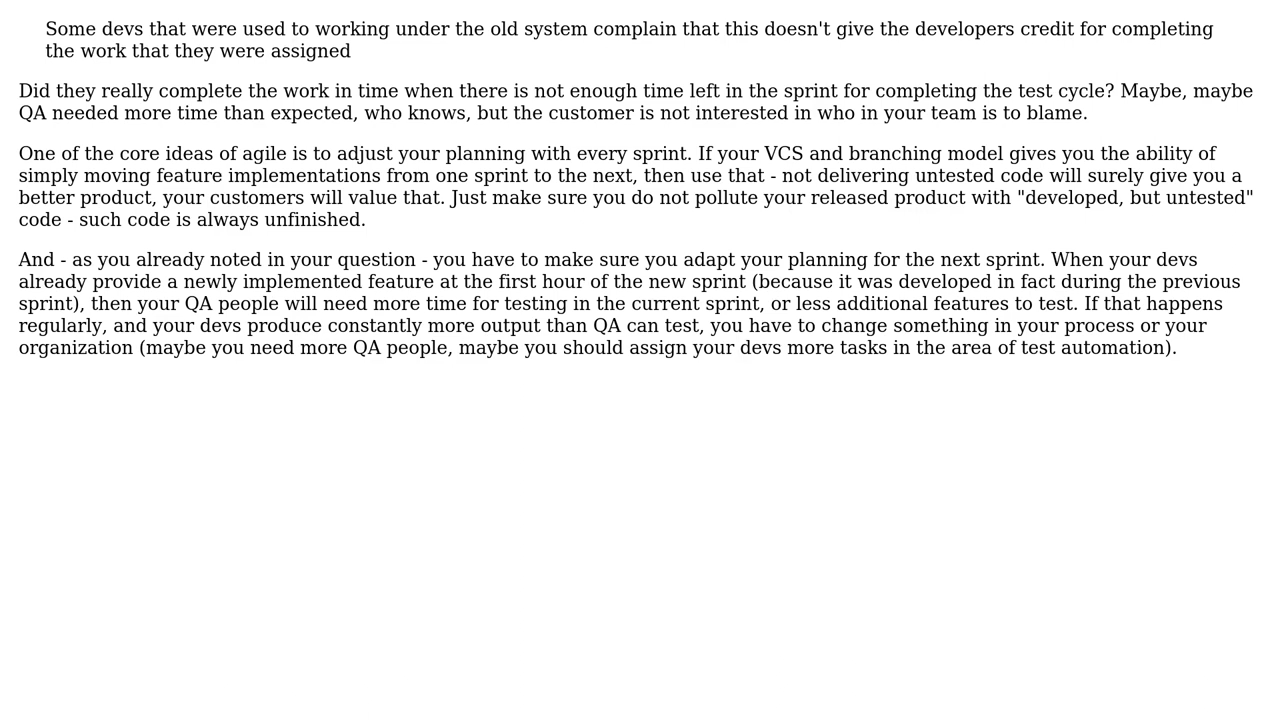 Some devs that were used to working under the old system complain that this doesn't give the developers credit for completing
the work that they were assigned
Did they really complete the work in time when there is not enough time left in the sprint for completing the test cycle? Maybe, maybe
QA needed more time than expected, who knows, but the customer is not interested in who in your team is to blame.
One of the core ideas of agile is to adjust your planning with every sprint. If your VCS and branching model gives you the ability of
simply moving feature implementations from one sprint to the next, then use that - not delivering untested code will surely give you a
better product, your customers will value that. Just make sure you do not pollute your released product with "developed, but untested"
code - such code is always unfinished.
And - as you already noted in your question - you have to make sure you adapt your planning for the next sprint. When your devs
already provide a newly implemented feature at the first hour of the new sprint (because it was developed in fact during the previous
sprint), then your QA people will need more time for testing in the current sprint, or less additional features to test. If that happens
regularly, and your devs produce constantly more output than QA can test, you have to change something in your process or your
organization (maybe you need more QA people, maybe you should assign your devs more tasks in the area of test automation).